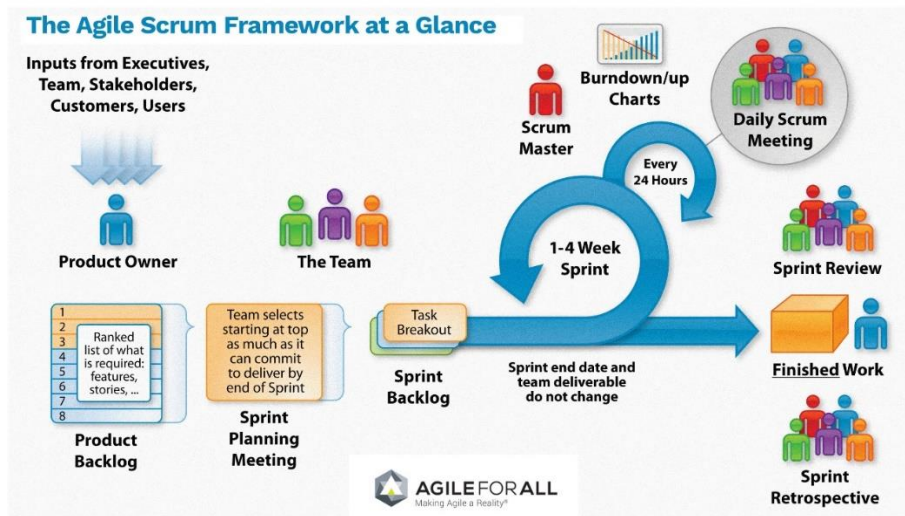 The Agile Scrum Framework at a Glance
Inputs from Executives,
Team, Stakeholders,
Customers, Users
Product Owner
The Team
Scrum
Master
Burndown/up
Charts
Daily Scrum
Meeting
Every
24 Hours
1-4 Week
Sprint
Sprint Review
1
2
3
4
5
6
7
8
Ranked
list of what
is required:
features,
stories, ...
Product
Backlog
Team selects
starting at top
as much as it
can commit
to deliver by
end of Sprint
Sprint
Planning
Meeting
Task
Breakout
Sprint
Backlog
Sprint end date and
team deliverable
do not change
Finished Work
Sprint
Retrospective
AGILE FOR ALL
Making Agile a Reality®